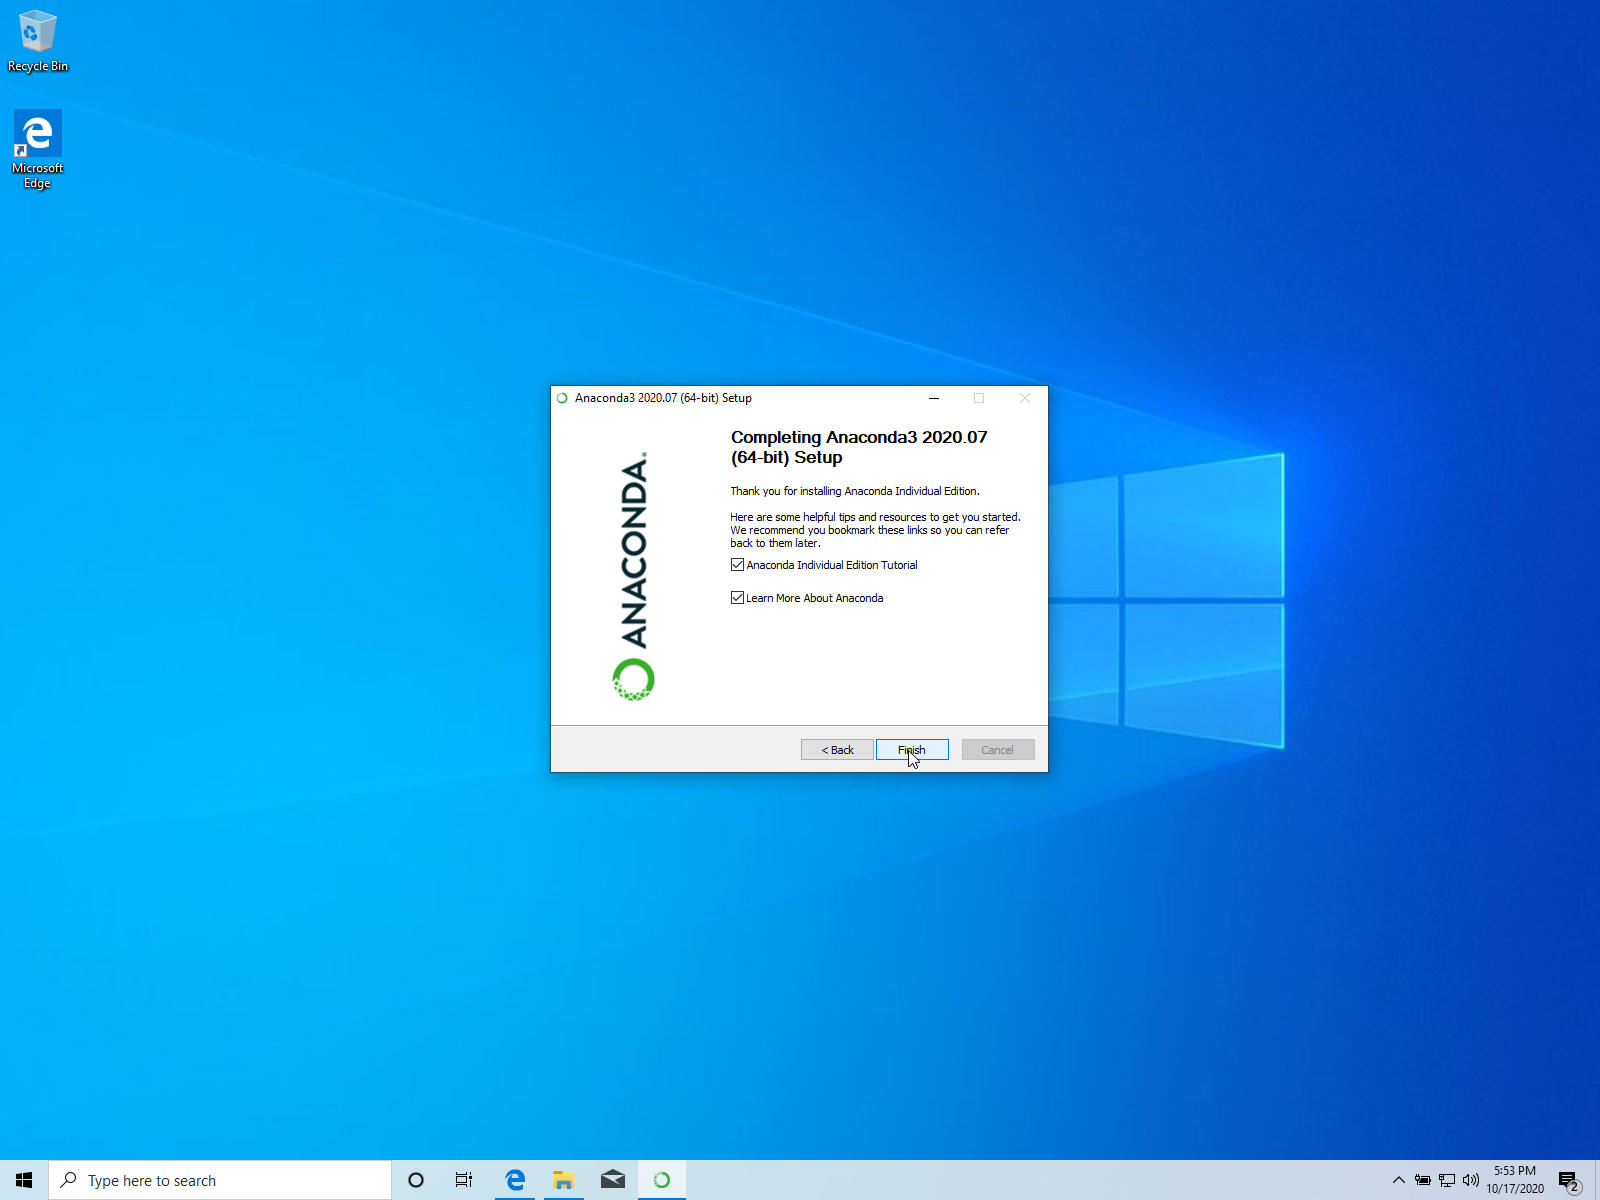 Recycle Bin
Microsoft
Edge
Anaconda3 2020.07 (64-bit) Setup
ANACONDA.
Completing Anaconda3 2020.07
(64-bit) Setup
Thank you for installing Anaconda Individual Edition.
Here are some helpful tips and resources to get you started.
We recommend you bookmark these links so you can refer
back to them later.
Anaconda Individual Edition Tutorial
Learn More About Anaconda
< Back
Finish
Cancel
Type here to search
5:53 PM
10/17/2020
2